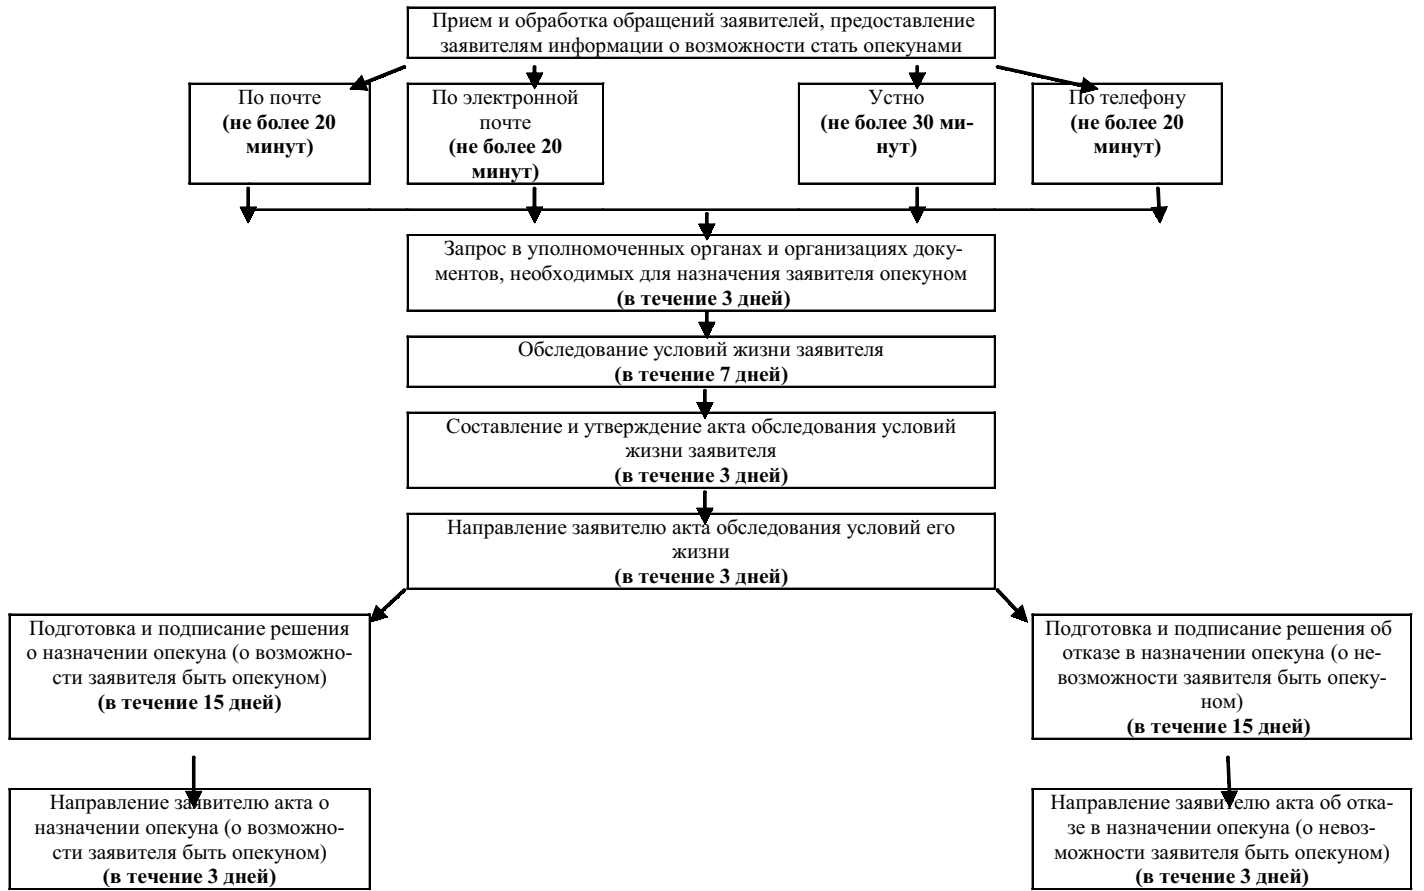 Прием и обработка обращений заявителей, предоставление
заявителям информации о возможности стать опекунами
По почте
(не более 20
минут)
По электронной
почте
(не более 20
минут)
Устно
(не более 30 ми-
нут)
По телефону
(не более 20
минут)
Запрос в уполномоченных органах и организациях доку-
ментов, необходимых для назначения заявителя опекуном
(в течение 3 дней)
Обследование условий жизни заявителя
(в течение 7 дней)
Составление и утверждение акта обследования условий
жизни заявителя
(в течение 3 дней)
Направление заявителю акта обследования условий его
жизни
(в течение 3 дней)
Подготовка и подписание решения
о назначении опекуна (о возможно-
сти заявителя быть опекуном)
(в течение 15 дней)
Подготовка и подписание решения об
отказе в назначении опекуна (о не-
возможности заявителя быть опеку-
ном)
(в течение 15 дней)
Направление заявителю акта о
назначении опекуна (о возможно-
сти заявителя быть опекуном)
(в течение 3 дней)
Направление заявителю акта об отка-
зе в назначении опекуна (о невоз-
можности заявителя быть опекуном)
(в течение 3 дней)